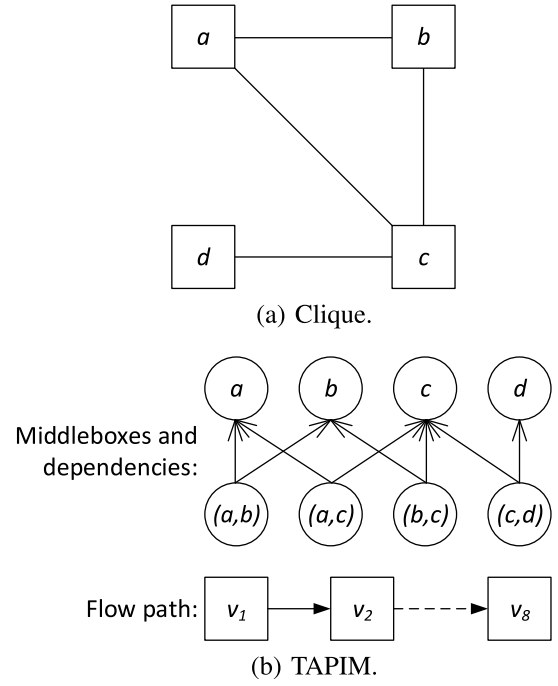 a
b
d
c
(a) Clique.
a
b
c
d
Middleboxes and
dependencies:
(a,b)
(a,c)
(b,c)
(c,d)
Flow path:
v1
v2
v8
(b) TAPIM.